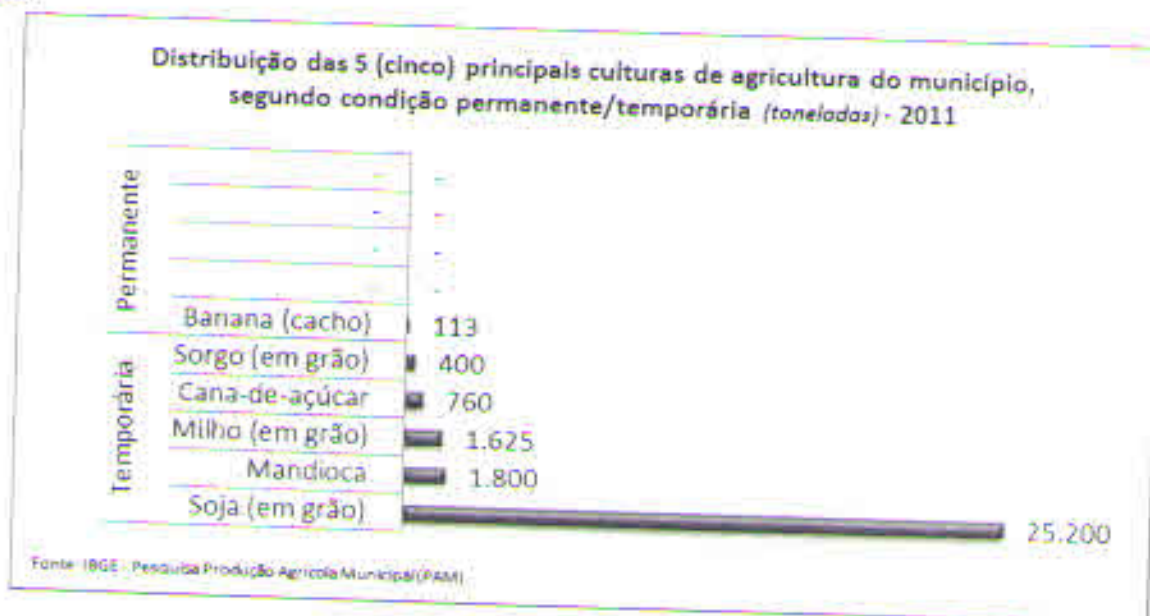 Distribuição das 5 (cinco) principais culturas de agricultura do município,
segundo condição permanente/temporária (toneladas) - 2011
Permanente
-  -
-  -
-  -
-  -
Banana (cacho) 113
Temporária
Sorgo (em grão) 400
Cana-de-açúcar 760
Milho (em grão) 1.625
Mandioca 1.800
Soja (em grão) 25.200
Fonte: IBGE - Pesquisa Produção Agrícola Municipal (PAM)